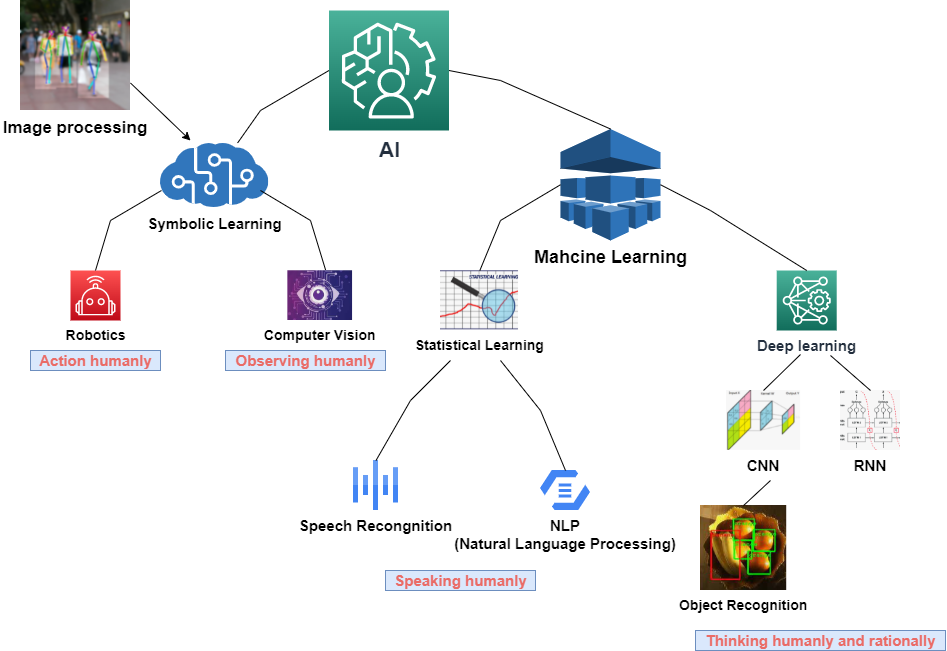 Image processing
AI
Symbolic Learning
Mahcine Learning
Robotics
Action humanly
Computer Vision
Observing humanly
STATISTICAL LEARNING
Statistical Learning
Deep learning
CNN
RNN
Speech Recongnition
NLP
(Natural Language Processing)
Speaking humanly
Object Recognition
Thinking humanly and rationally